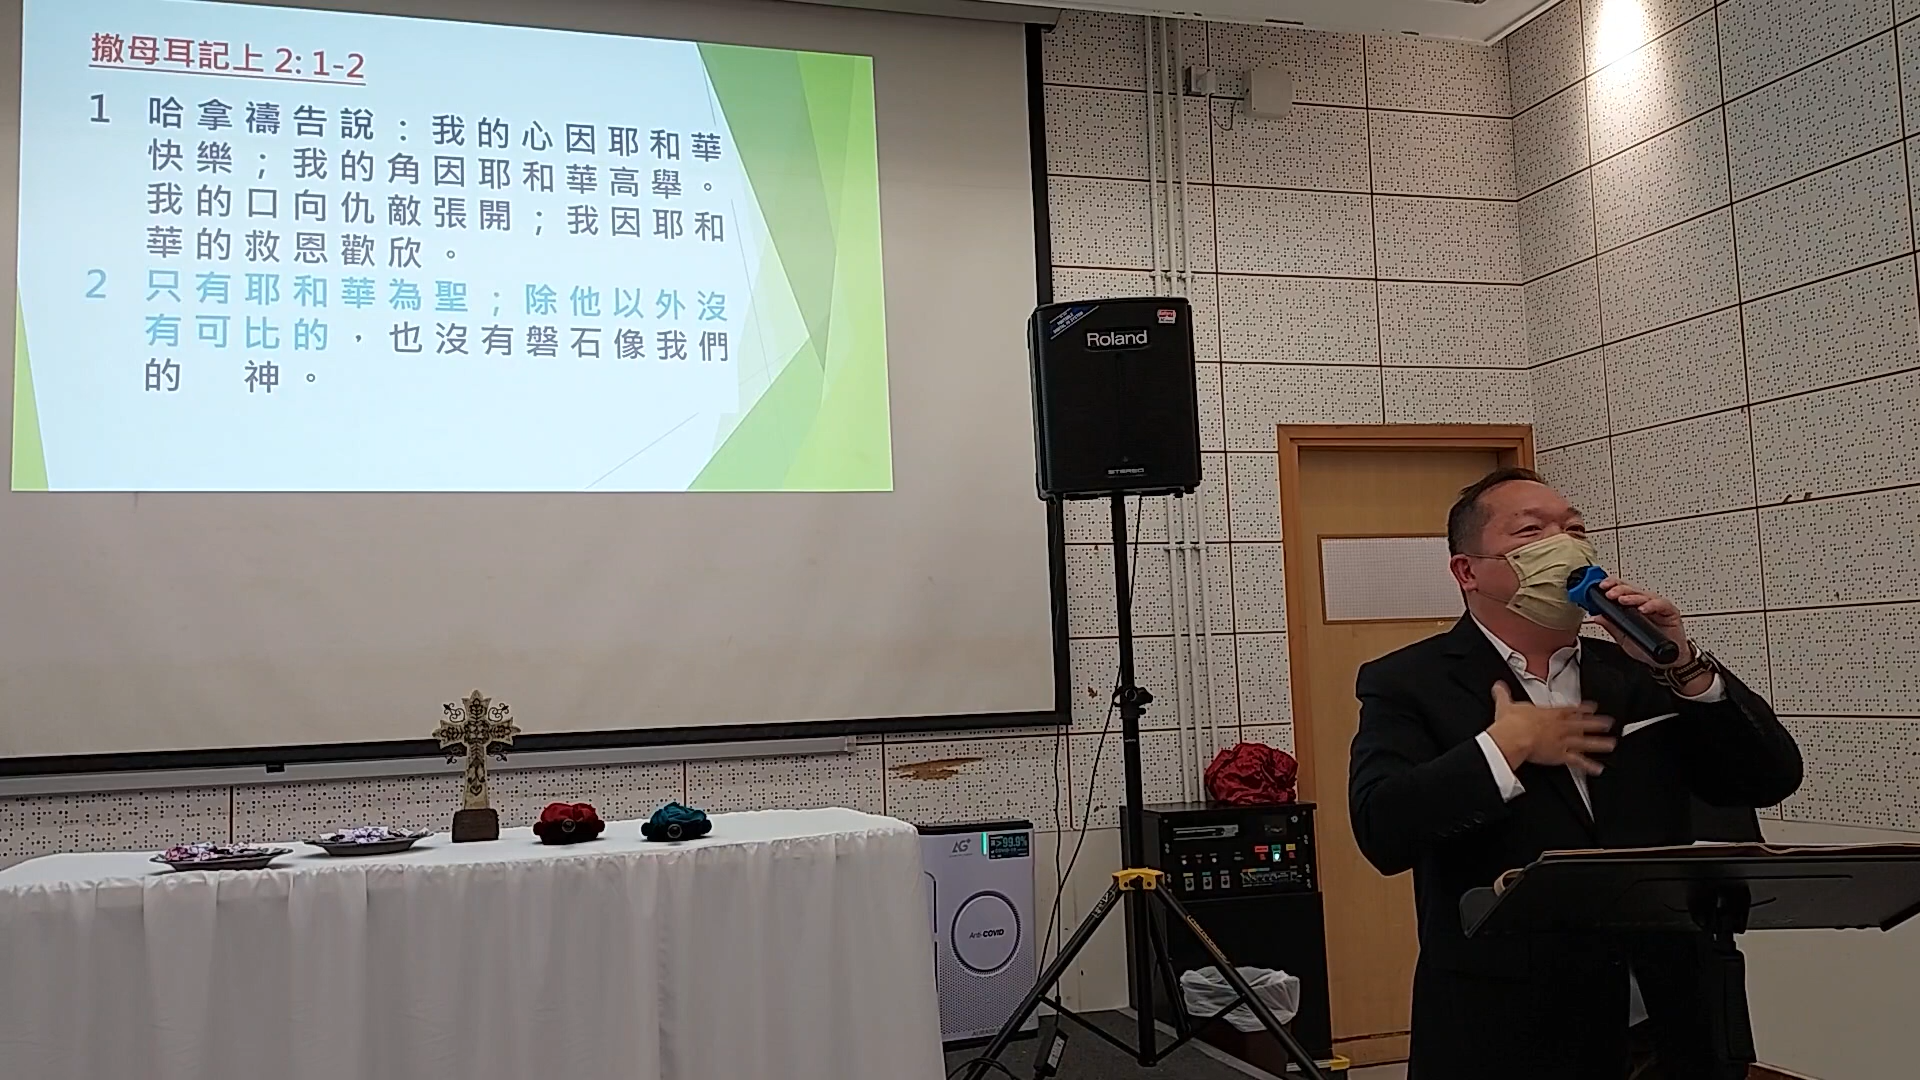 撤母耳記上 2: 1-2
1 哈拿禱告說：我的心因耶和華
快樂；我的角因耶和華高舉。
我的口向仇敵張開；我因耶和
華的救恩歡欣。
2 只有耶和華為聖；除他以外沒
有可比的，也沒有磐石像我們
的　神。
Roland
STEREO
AG+
>99.9%
Anti-COVID